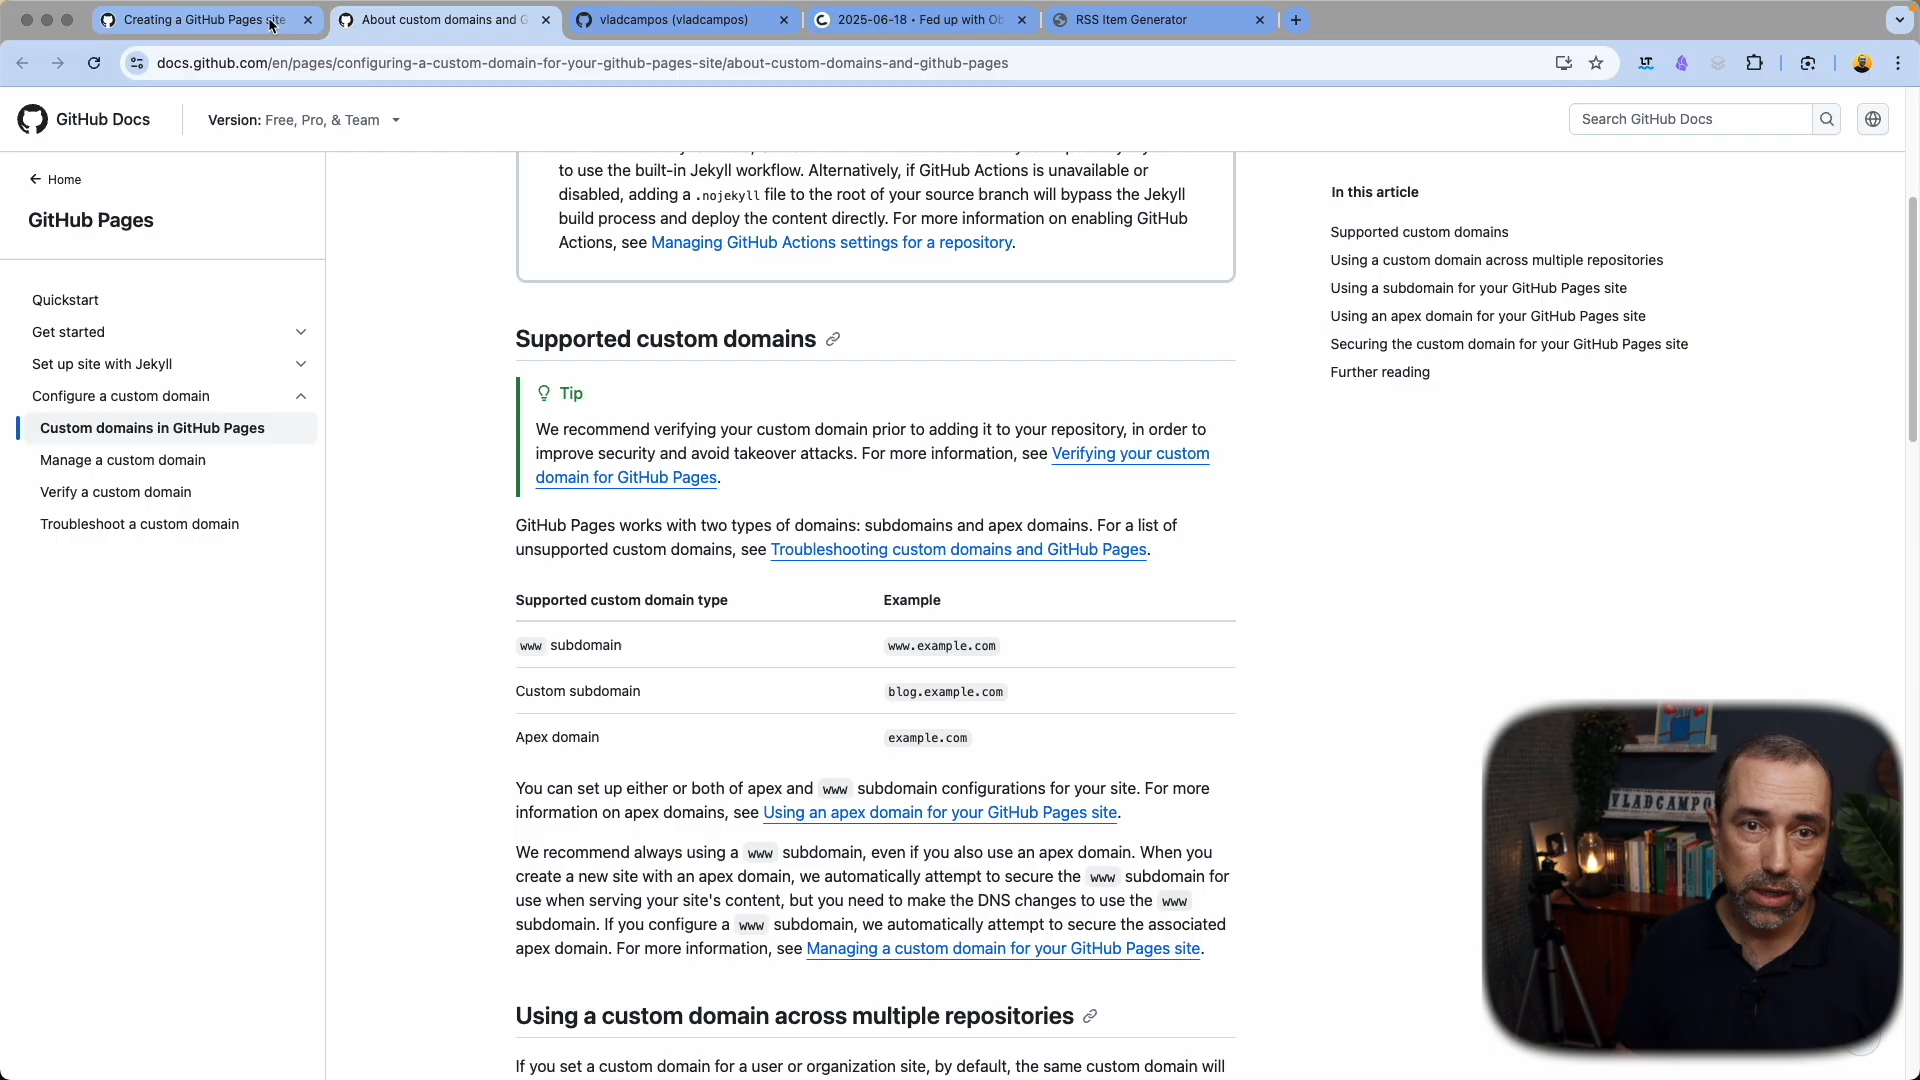 Creating a GitHub Pages site
About custom domains and G
vladcampos (vladcampos)
2025-06-18 • Fed up with Ob
RSS Item Generator
docs.github.com/en/pages/configuring-a-custom-domain-for-your-github-pages-site/about-custom-domains-and-github-pages
GitHub Docs
Version: Free, Pro, & Team
Search GitHub Docs
Home
GitHub Pages
Quickstart
Get started
Set up site with Jekyll
Configure a custom domain
Custom domains in GitHub Pages
Manage a custom domain
Verify a custom domain
Troubleshoot a custom domain
to use the built-in Jekyll workflow. Alternatively, if GitHub Actions is unavailable or
disabled, adding a .nojekyll file to the root of your source branch will bypass the Jekyll
build process and deploy the content directly. For more information on enabling GitHub
Actions, see Managing GitHub Actions settings for a repository.
Supported custom domains
Tip
We recommend verifying your custom domain prior to adding it to your repository, in order to
improve security and avoid takeover attacks. For more information, see Verifying your custom
domain for GitHub Pages.
GitHub Pages works with two types of domains: subdomains and apex domains. For a list of
unsupported custom domains, see Troubleshooting custom domains and GitHub Pages.
Supported custom domain type Example
www subdomain www.example.com
Custom subdomain blog.example.com
Apex domain example.com
You can set up either or both of apex and www subdomain configurations for your site. For more
information on apex domains, see Using an apex domain for your GitHub Pages site.
We recommend always using a www subdomain, even if you also use an apex domain. When you
create a new site with an apex domain, we automatically attempt to secure the www subdomain for
use when serving your site's content, but you need to make the DNS changes to use the www
subdomain. If you configure a www subdomain, we automatically attempt to secure the associated
apex domain. For more information, see Managing a custom domain for your GitHub Pages site.
Using a custom domain across multiple repositories
If you set a custom domain for a user or organization site, by default, the same custom domain will
In this article
Supported custom domains
Using a custom domain across multiple repositories
Using a subdomain for your GitHub Pages site
Using an apex domain for your GitHub Pages site
Securing the custom domain for your GitHub Pages site
Further reading
VLADCAMPO